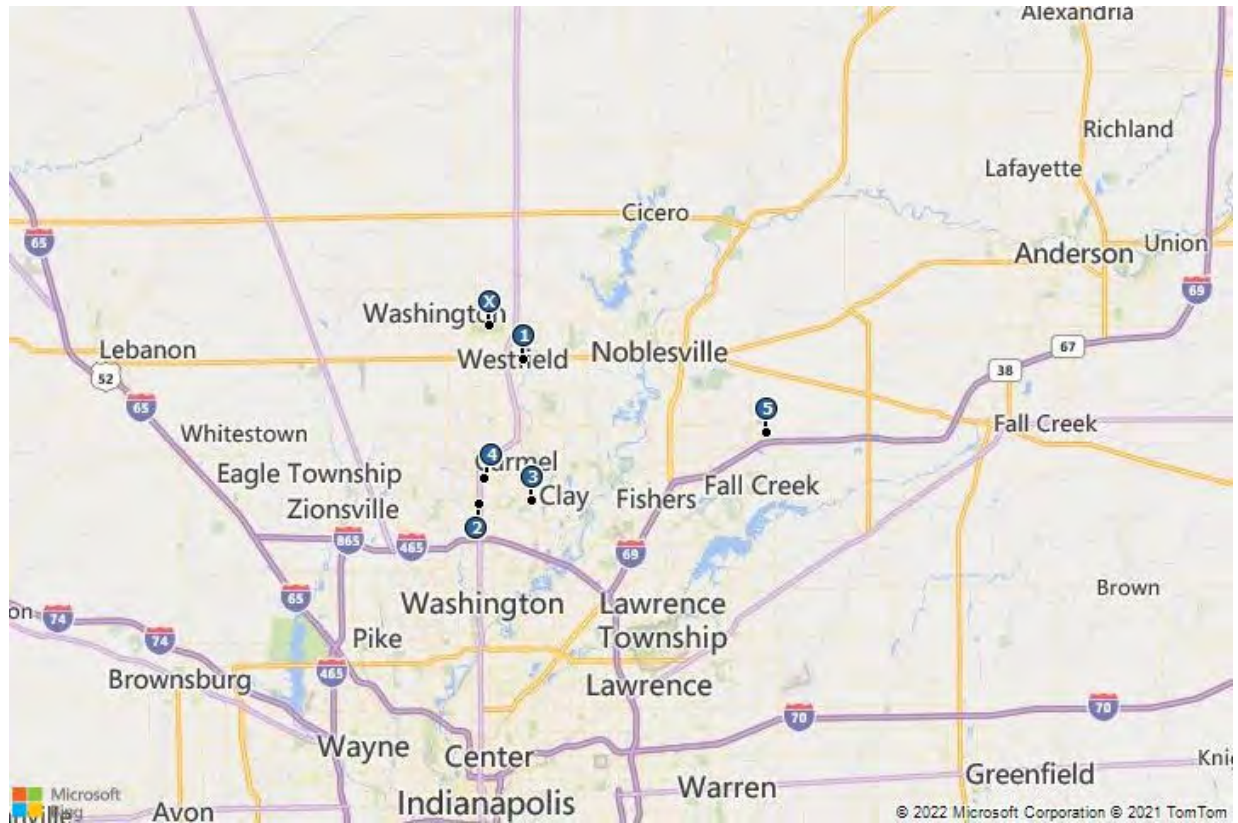 Alexandria
Richland
Lafayette
Cicero
65
Anderson
Union
69
X
Washington
1
Lebanon
Westfield
Noblesville
67
38
52
65
5
Whitestown
Fall Creek
4
Carmel
Eagle Township
3
Clay
Fishers
Fall Creek
Zionsville
2
865
465
69
Brown
65
Washington
Lawrence
Township
74
74
Pike
465
Brownsburg
Lawrence
70
70
Wayne
Center
Greenfield
Warren
Microsoft
Indianapolis
Avon
© 2022 Microsoft Corporation © 2021 TomTom